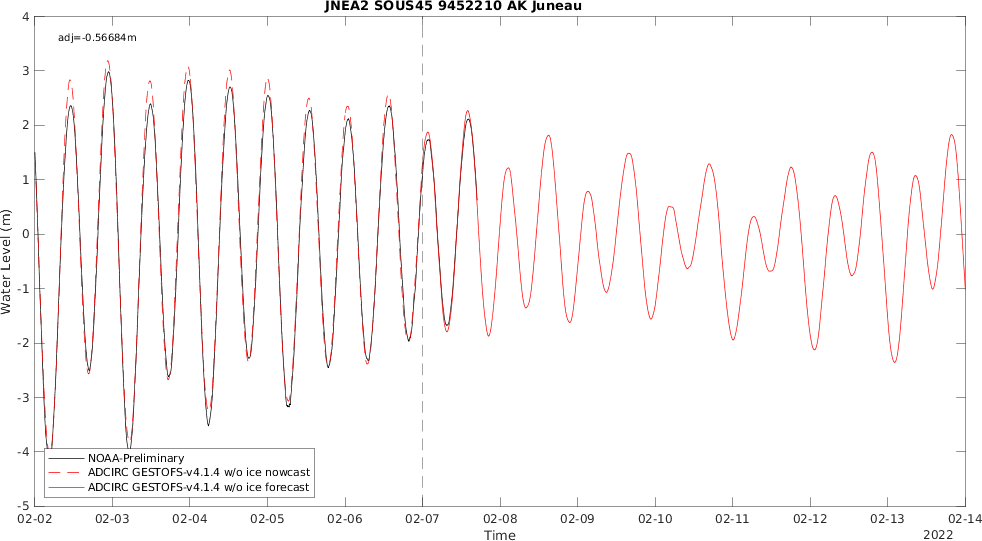 JNEA2 SOUS45 9452210 AK Juneau
adj=-0.56684m
4
3
2
1
0
-1
-2
-3
-4
-5
Water Level (m)
NOAA-Preliminary
ADCIRC GESTOFS-v4.1.4 w/o ice nowcast
ADCIRC GESTOFS-v4.1.4 w/o ice forecast
02-02 02-03 02-04 02-05 02-06 02-07 02-08 02-09 02-10 02-11 02-12 02-13 02-14
Time
2022